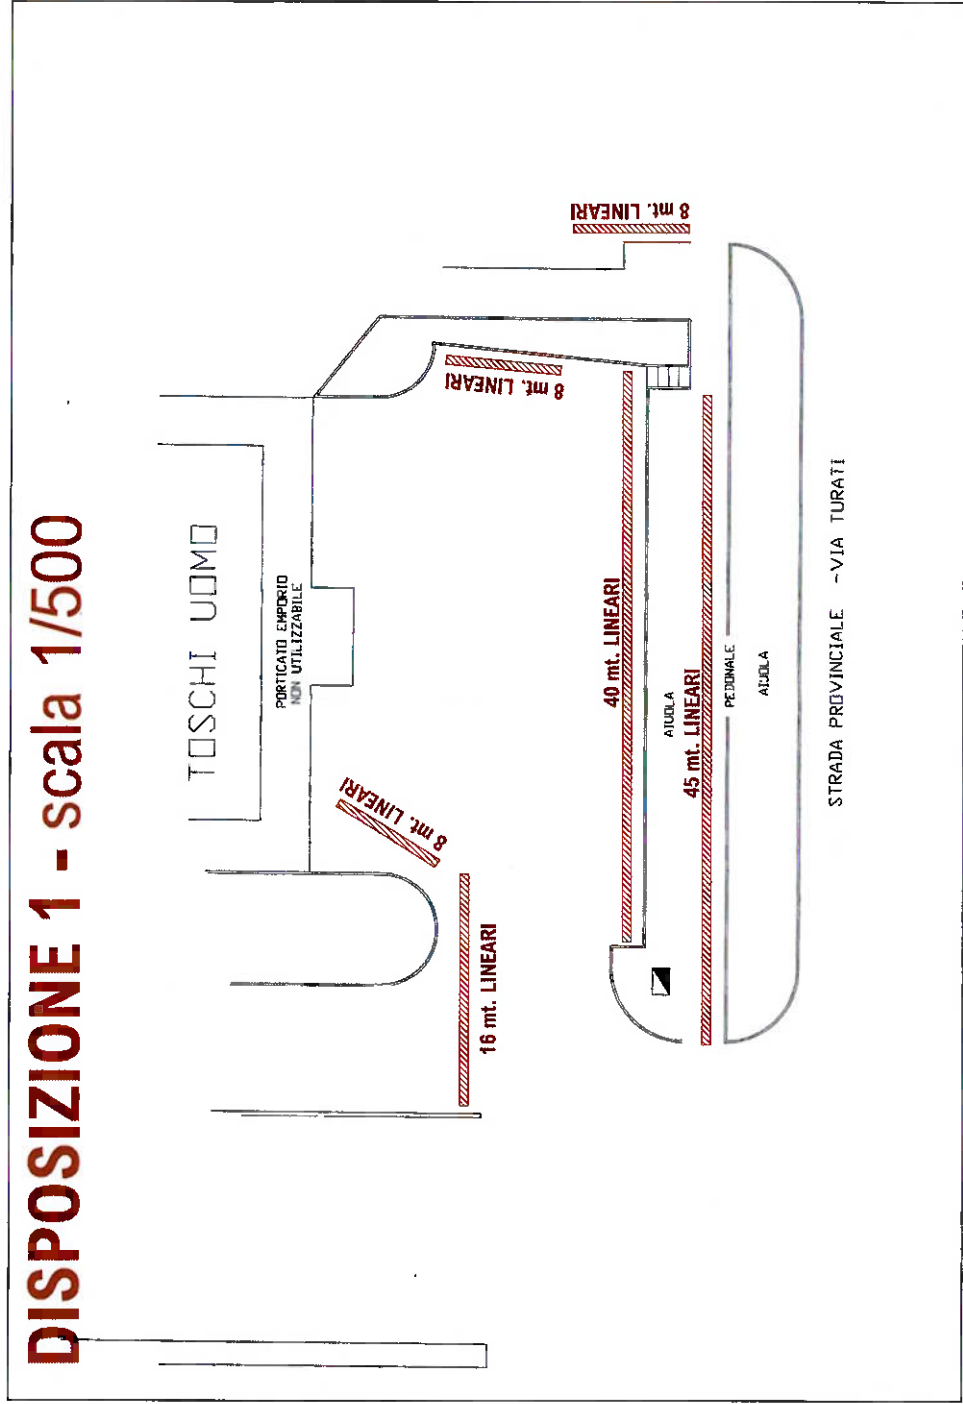 DISPOSIZIONE 1 - scala 1/500
TOSCHI UOMO
PORTICATO EMPORIO
NON UTILIZZABILE
8 mt. LINEARI
16 mt. LINEARI
8 mt. LINEARI
8 mt. LINEARI
40 mt. LINEARI
AIUOLA
45 mt. LINEARI
PEDONALE
AIUOLA
STRADA PROVINCIALE -VIA TURATI